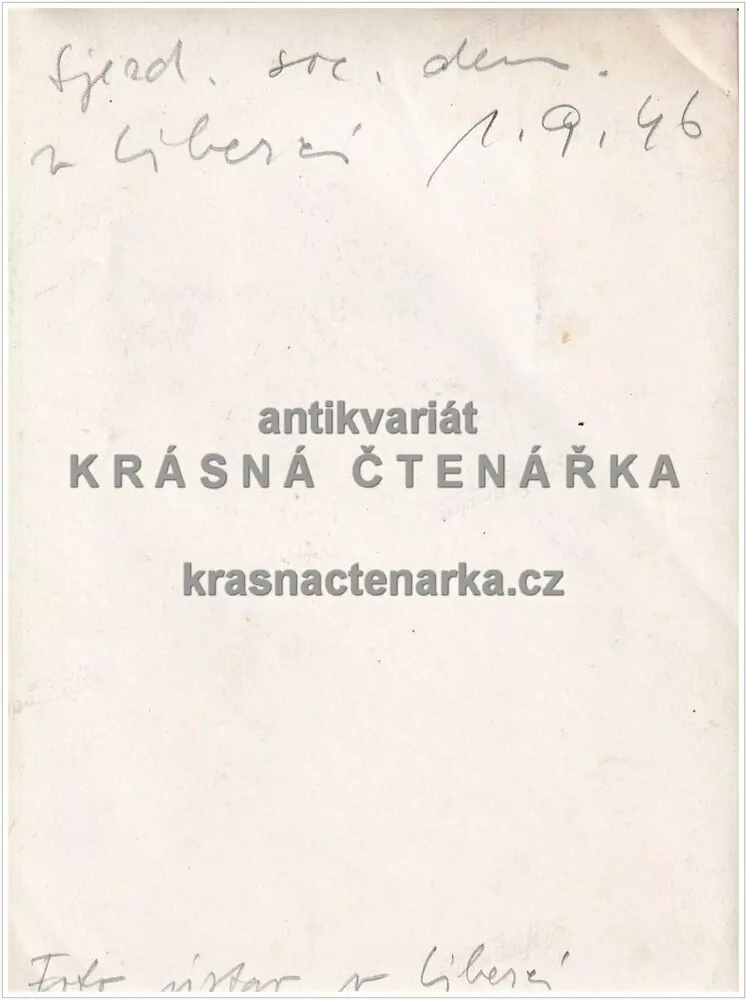 Sjezd. soc. dem.
v Liberci 1.9.46
antikvariát
KRÁSNÁ ČTENÁŘKA
krasnactenarka.cz
Foto ústav v Liberci